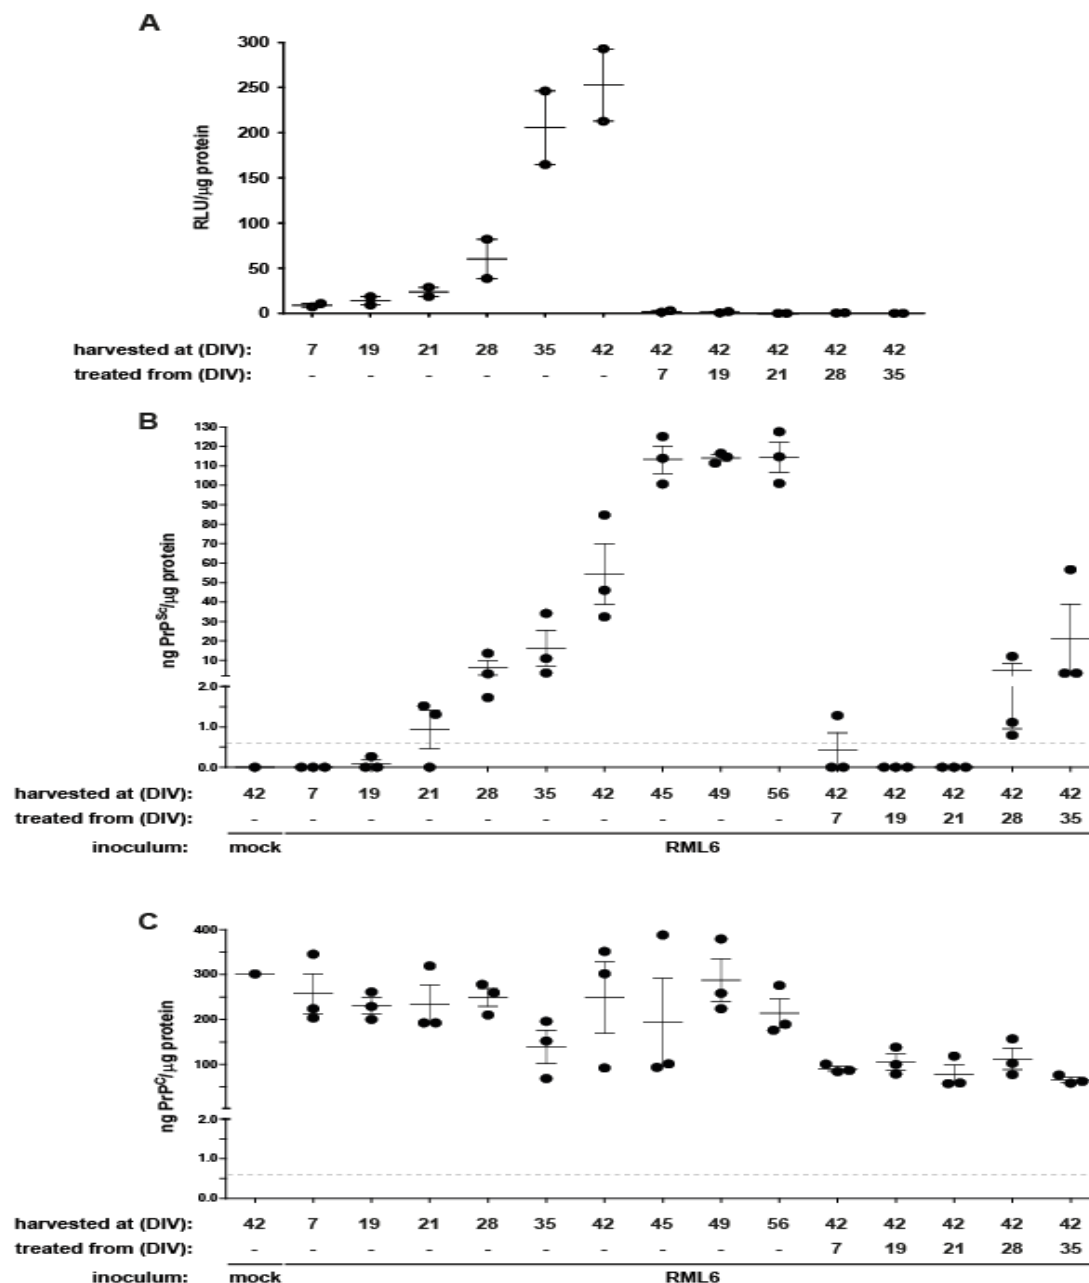 A
300
250
200
150
100
50
0
RLU/µg protein
harvested at (DIV): 7 19 21 28 35 42 42 42 42 42 42
treated from (DIV): - - - - - - 7 19 21 28 35
B
130
120
110
100
90
80
70
60
50
40
30
20
10
2.0
1.0
0.0
ng PrPSc/µg protein
harvested at (DIV): 42 7 19 21 28 35 42 45 49 56 42 42 42 42 42
treated from (DIV): - - - - - - - - - - 7 19 21 28 35
inoculum: mock RML6
C
400
300
200
100
2.0
1.0
0.0
ng PrPC/µg protein
harvested at (DIV): 42 7 19 21 28 35 42 45 49 56 42 42 42 42 42
treated from (DIV): - - - - - - - - - - 7 19 21 28 35
inoculum: mock RML6